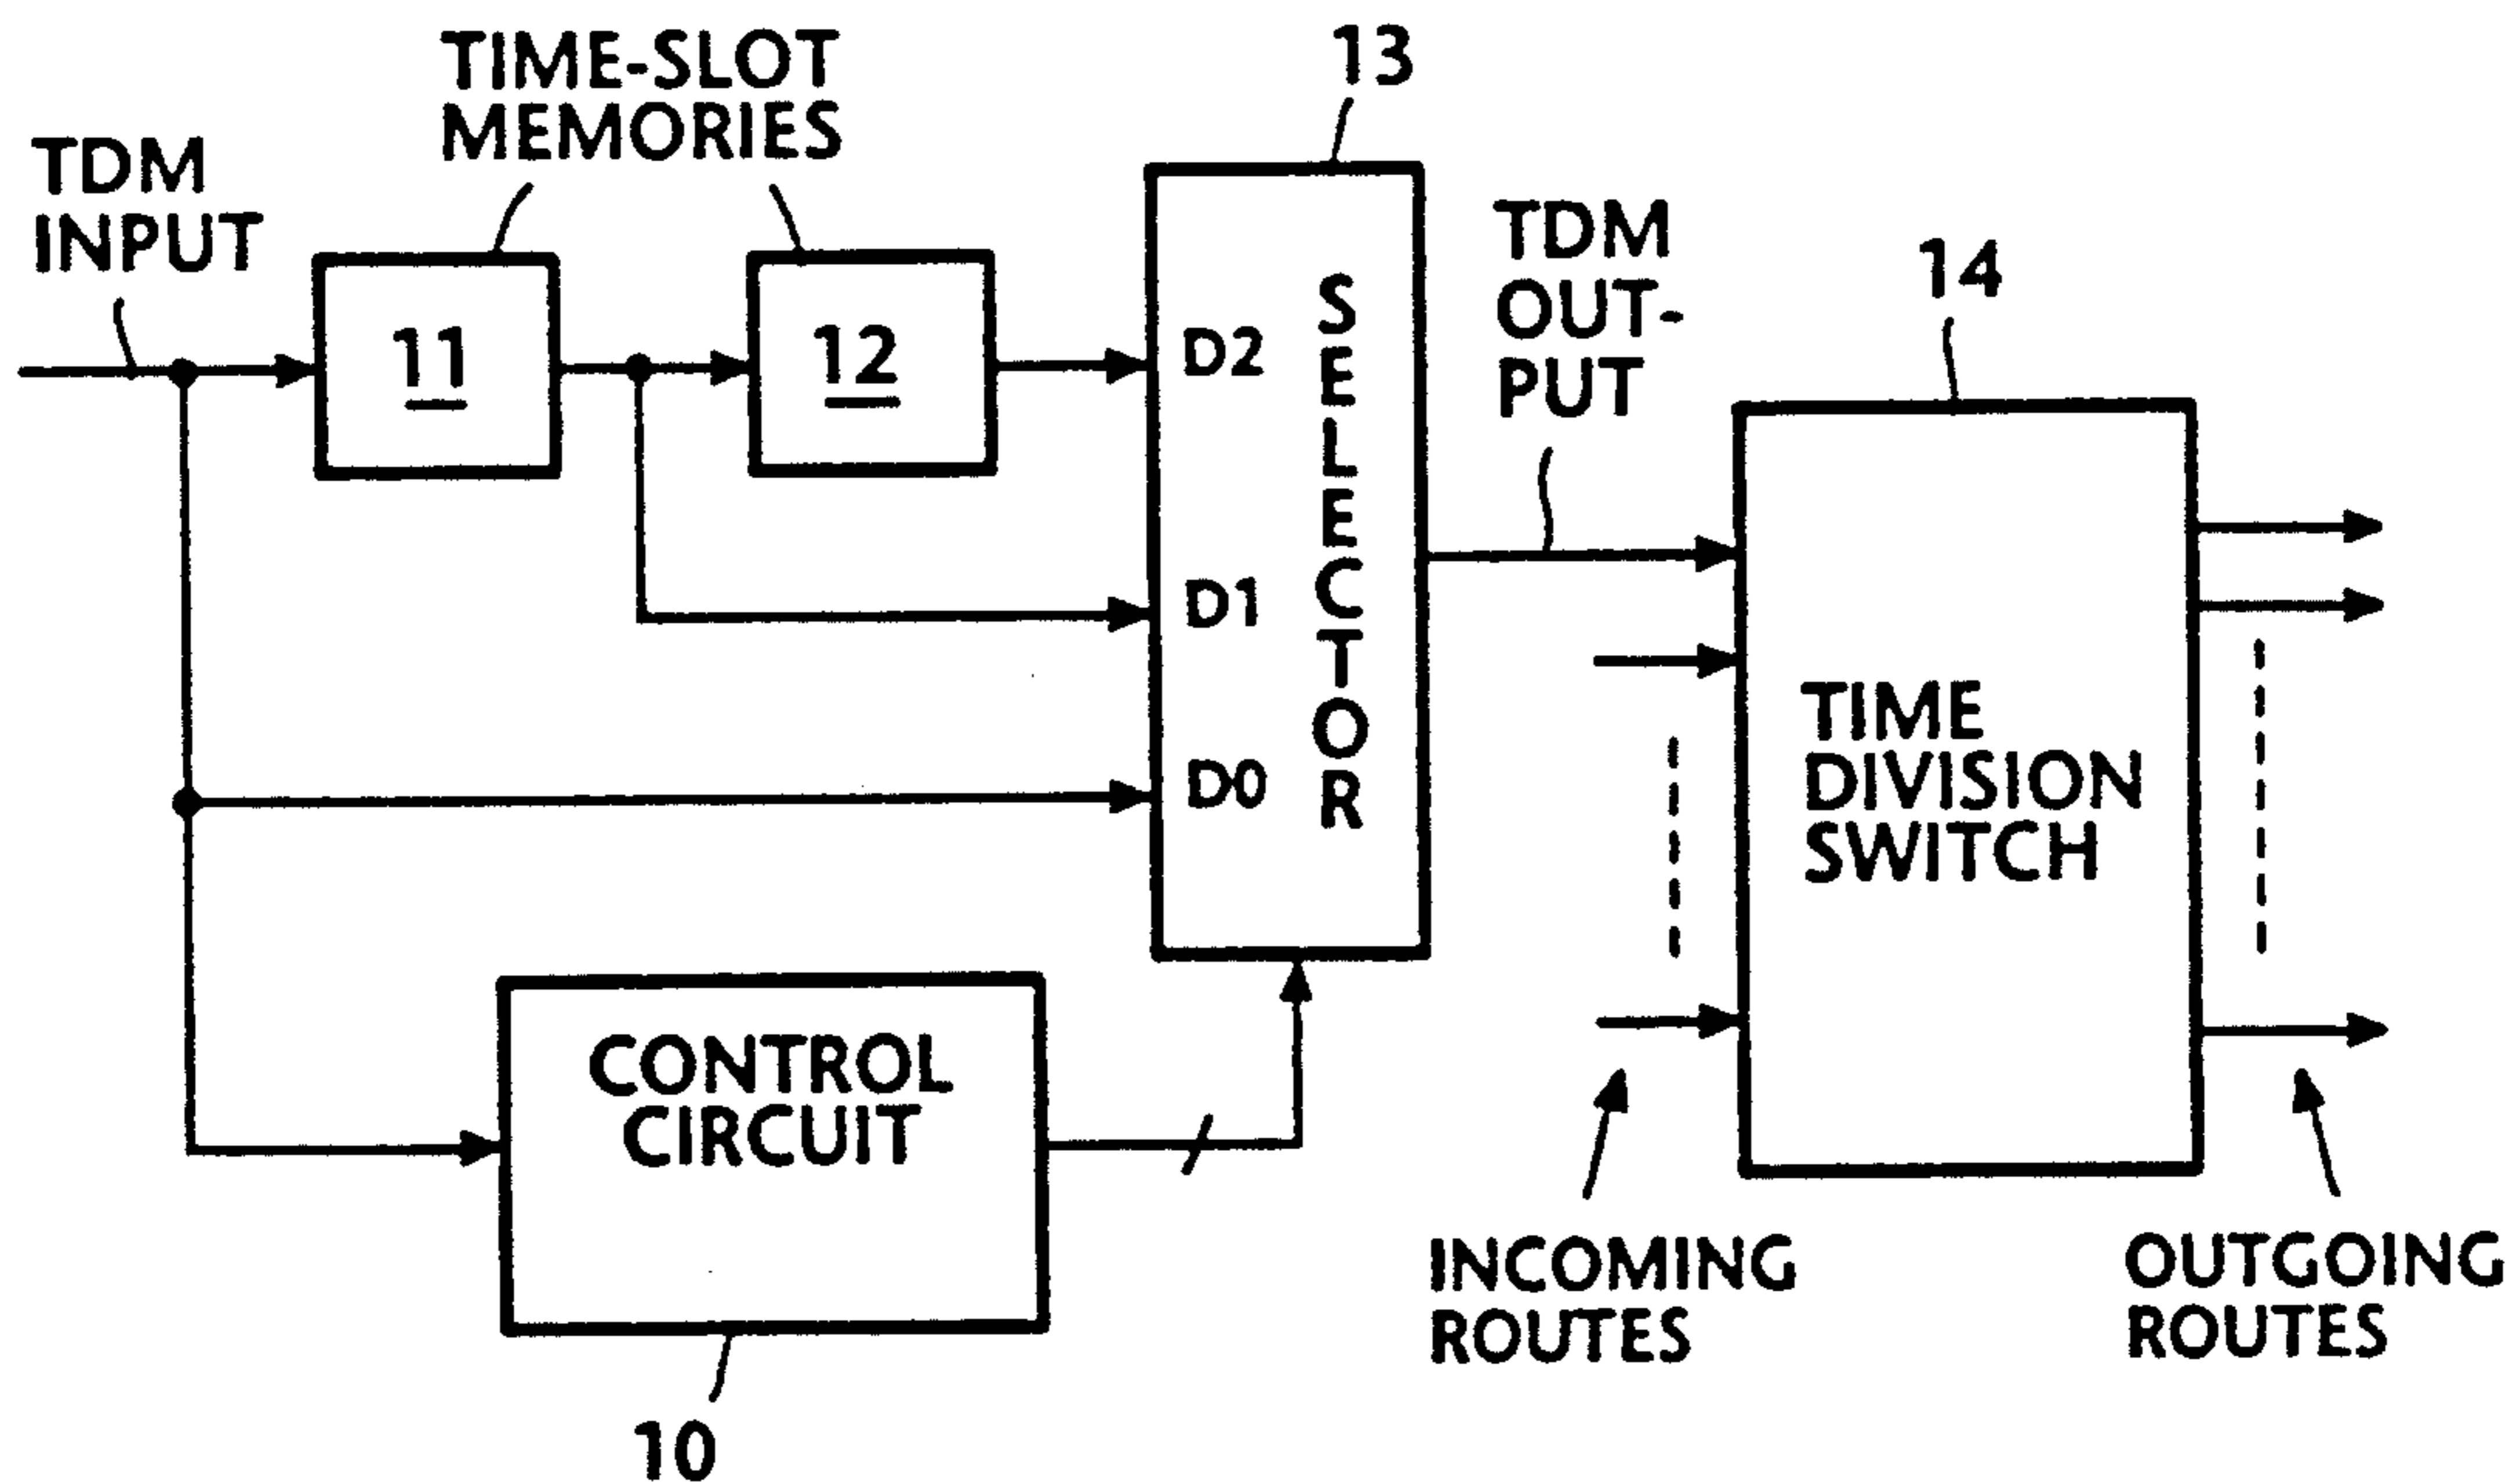 TIME-SLOT
MEMORIES
13
TDM
INPUT
TDM
OUT-
PUT
14
11
12
D2
D1
D0
SELECTOR
TIME
DIVISION
SWITCH
CONTROL
CIRCUIT
INCOMING
ROUTES
OUTGOING
ROUTES
10